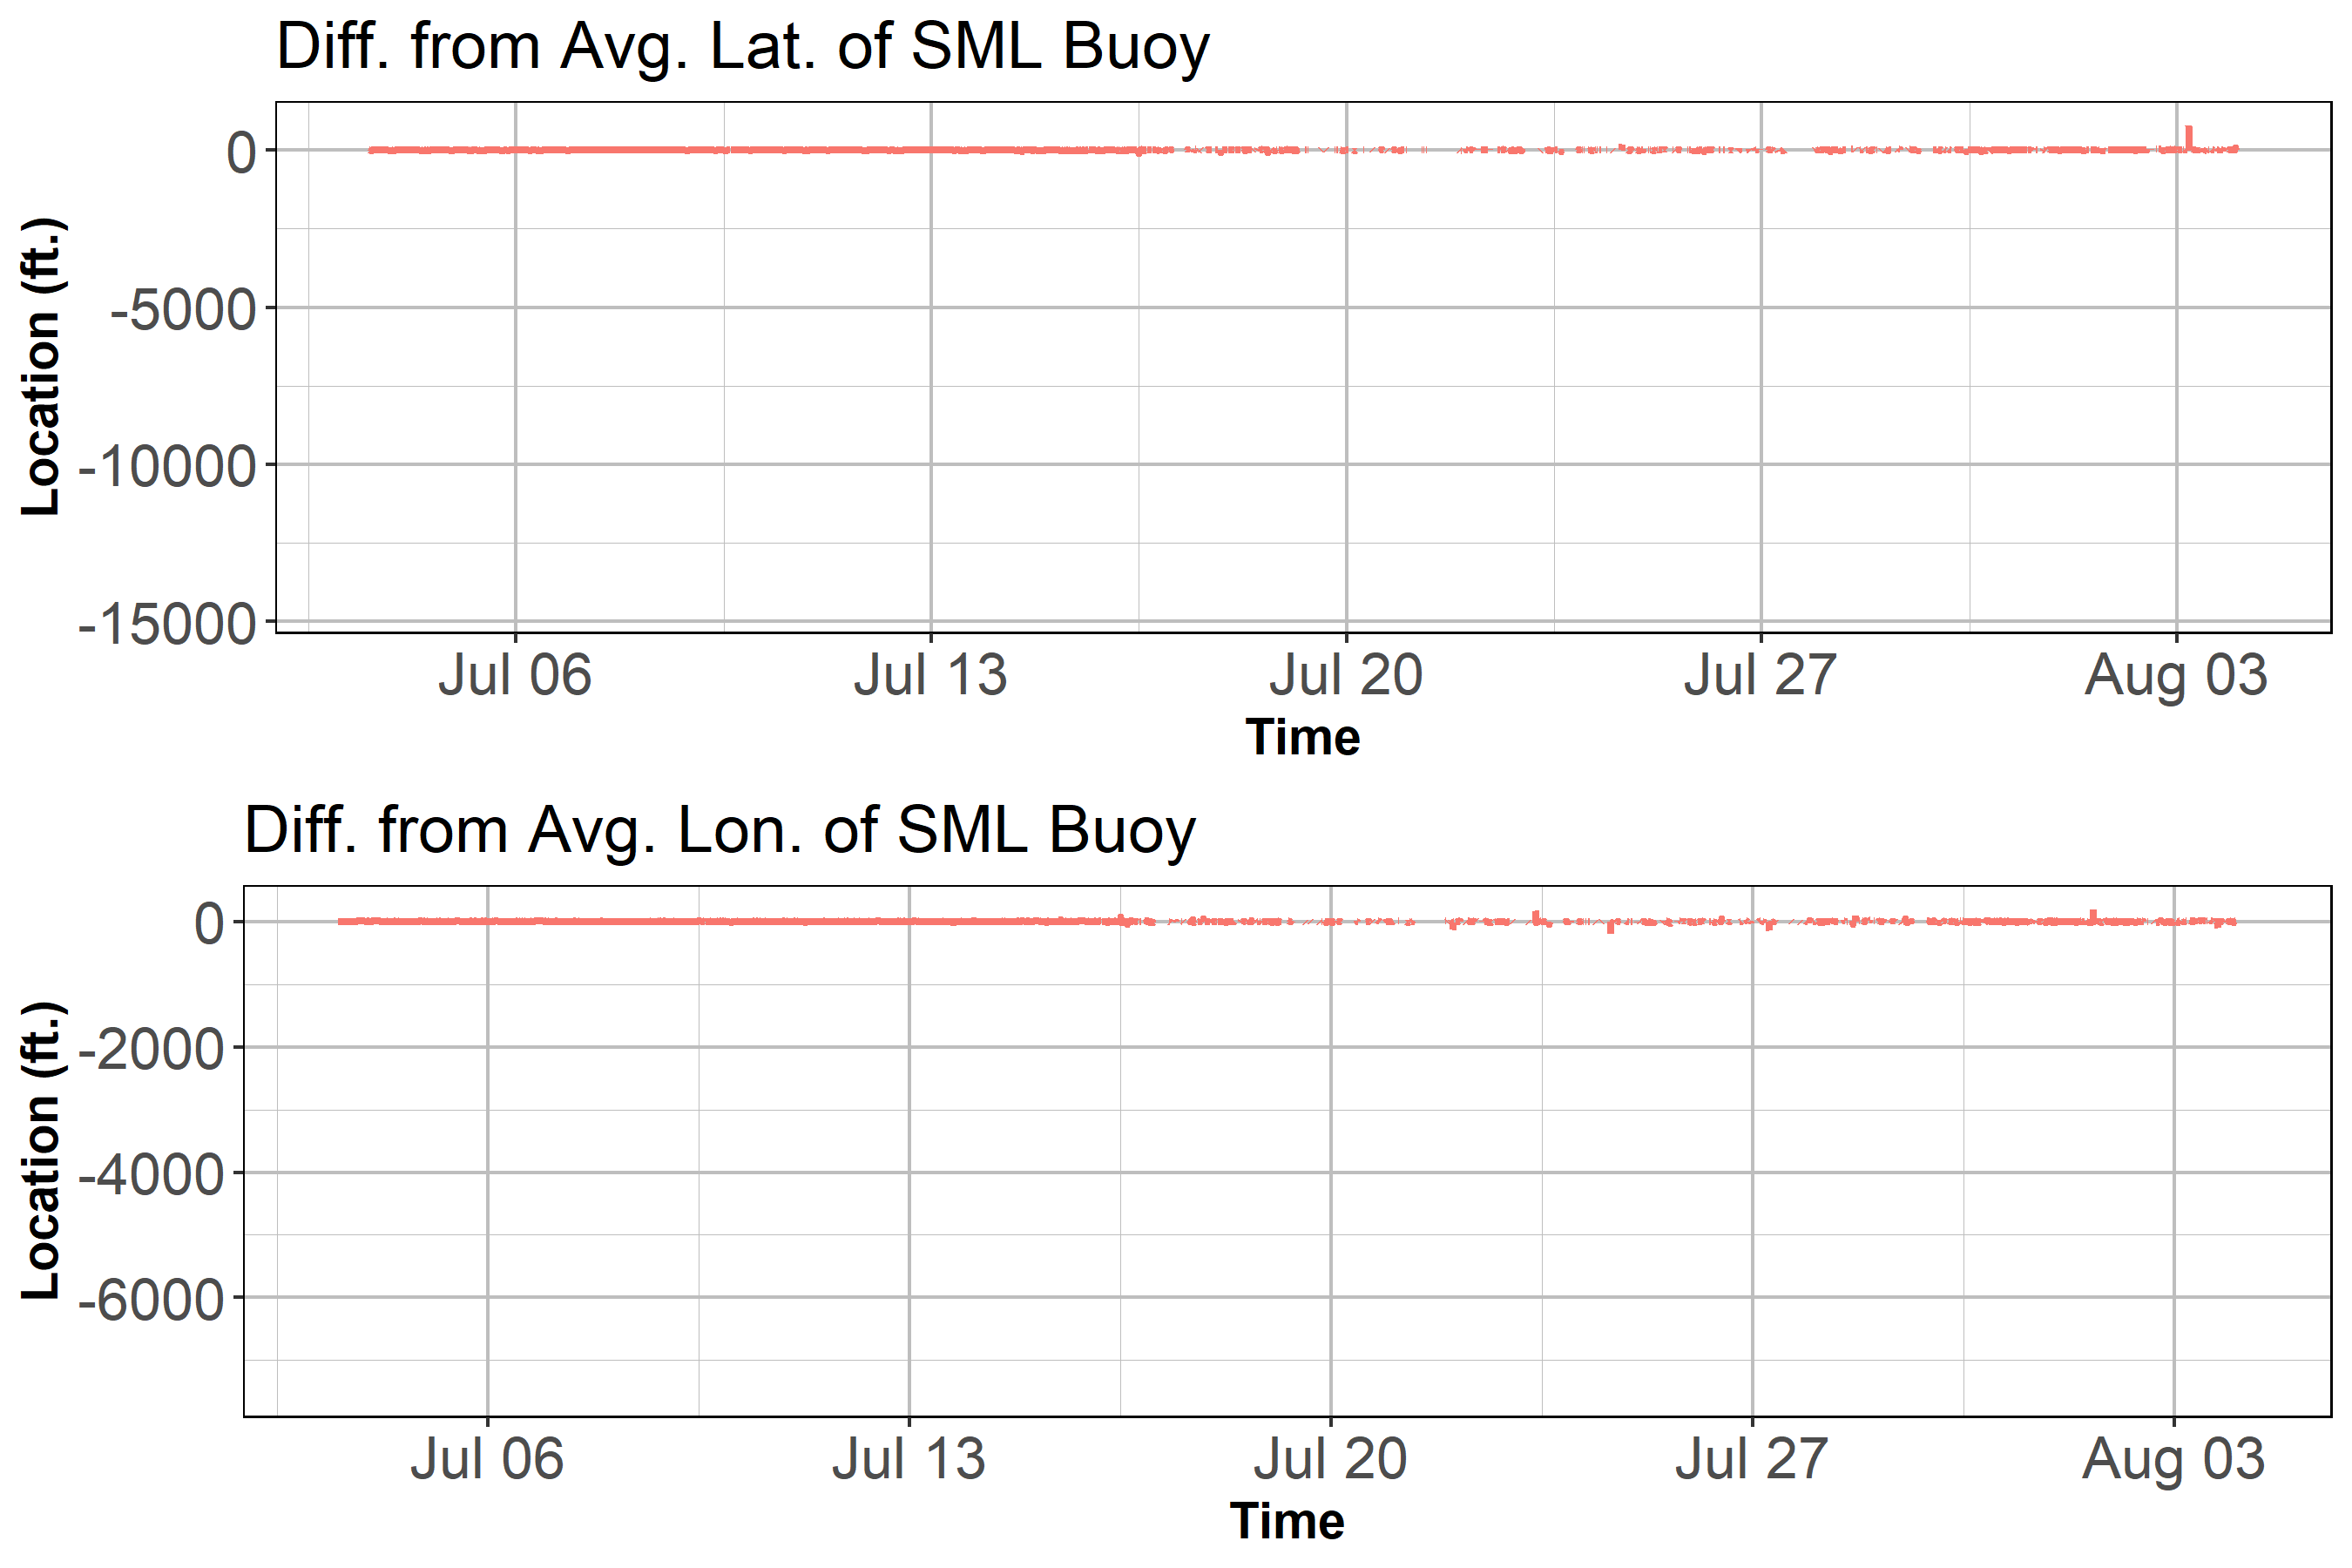 Diff. from Avg. Lat. of SML Buoy
Location (ft.)
0
-5000
-10000
-15000
Jul 06 Jul 13 Jul 20 Jul 27 Aug 03
Time
Diff. from Avg. Lon. of SML Buoy
Location (ft.)
0
-2000
-4000
-6000
Jul 06 Jul 13 Jul 20 Jul 27 Aug 03
Time